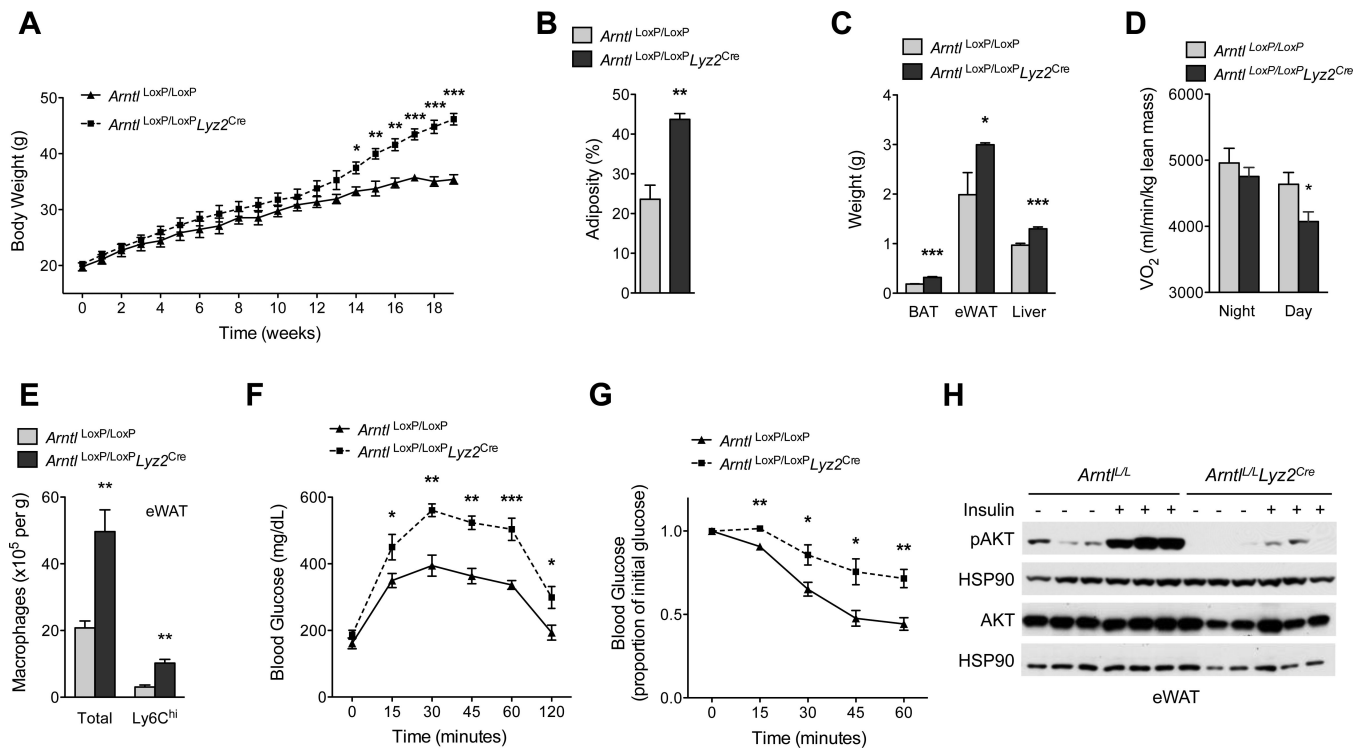 A
Arntl LoxP/LoxP
Arntl LoxP/LoxP Lyz2Cre
Body Weight (g)
50
40
30
20
* ** ** *** *** ***
0 2 4 6 8 10 12 14 16 18
Time (weeks)
B
Arntl LoxP/LoxP
Arntl LoxP/LoxP Lyz2Cre
Adiposity (%)
50
40
30
20
10
0
**
C
Arntl LoxP/LoxP
Arntl LoxP/LoxP Lyz2Cre
Weight (g)
4
3
2
1
0
*** * ***
BAT eWAT Liver
D
Arntl LoxP/LoxP
Arntl LoxP/LoxP Lyz2Cre
VO2 (ml/min/kg lean mass)
6000
5000
4000
3000
*
Night Day
E
Arntl LoxP/LoxP
Arntl LoxP/LoxP Lyz2Cre
Macrophages (x10⁵ per g)
60
40
20
0
** **
eWAT
Total Ly6Chi
F
Arntl LoxP/LoxP
Arntl LoxP/LoxP Lyz2Cre
Blood Glucose (mg/dL)
600
400
200
0
* ** ** *** *
0 15 30 45 60 120
Time (minutes)
G
Arntl LoxP/LoxP
Arntl LoxP/LoxP Lyz2Cre
Blood Glucose
(proportion of initial glucose)
1.0
0.5
0.0
** * * **
0 15 30 45 60
Time (minutes)
H
ArntlL/L ArntlL/LLyz2Cre
Insulin - - - + + + - - - + + +
pAKT
HSP90
AKT
HSP90
eWAT